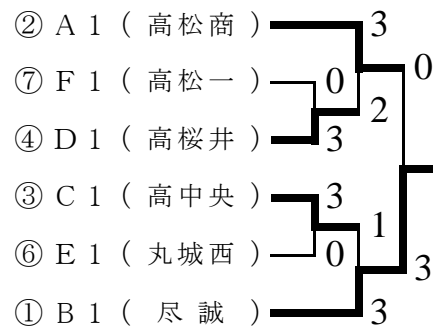 ② A 1 ( 高松商 ) 3
⑦ F 1 ( 高松一 ) 0 2 0
④ D 1 ( 高桜井 ) 3
③ C 1 ( 高中央 ) 3
⑥ E 1 ( 丸城西 ) 0 1 3
① B 1 ( 尽 誠 ) 3